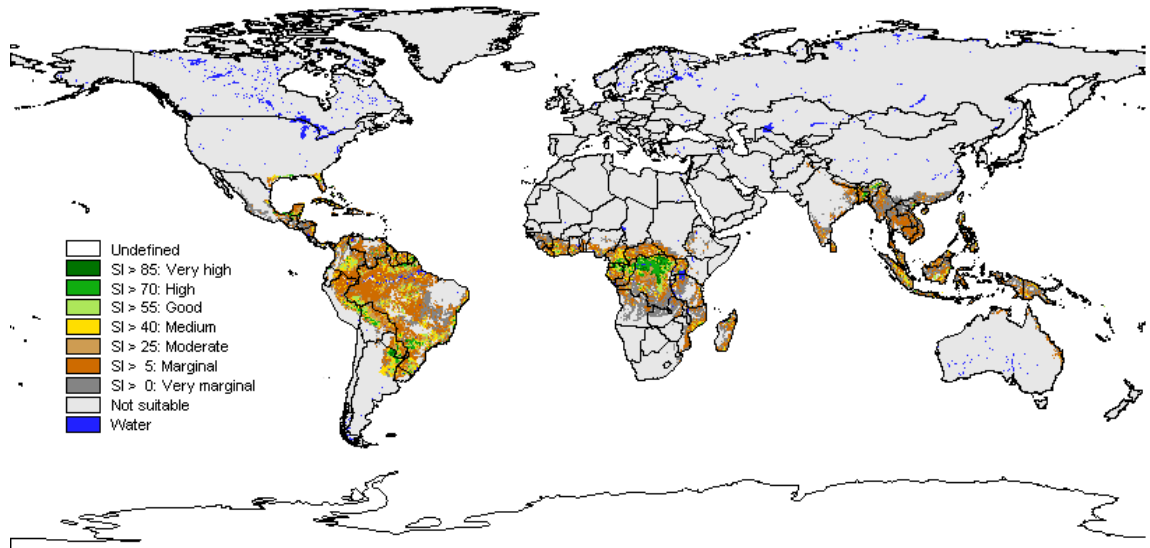 Undefined
SI > 85: Very high
SI > 70: High
SI > 55: Good
SI > 40: Medium
SI > 25: Moderate
SI > 5: Marginal
SI > 0: Very marginal
Not suitable
Water